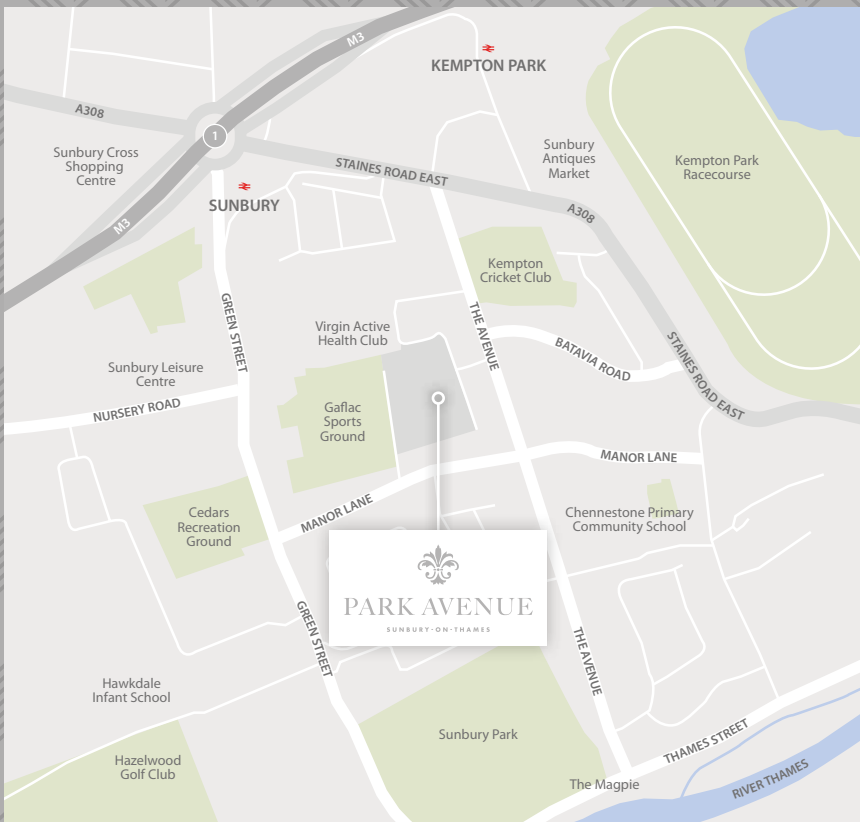 M3
KEMPTON PARK
A308
1
Sunbury Cross
Shopping
Centre
STAINES ROAD EAST
Sunbury
Antiques
Market
Kempton Park
Racecourse
SUNBURY
A308
M3
Kempton
Cricket Club
GREEN STREET
Virgin Active
Health Club
THE AVENUE
BATAVIA ROAD
STAINES ROAD EAST
Sunbury Leisure
Centre
NURSERY ROAD
Gaflac
Sports
Ground
MANOR LANE
Cedars
Recreation
Ground
MANOR LANE
Chennestone Primary
Community School
PARK AVENUE
SUNBURY-ON-THAMES
GREEN STREET
THE AVENUE
Hawkdale
Infant School
Sunbury Park
THAMES STREET
Hazelwood
Golf Club
The Magpie
RIVER THAMES